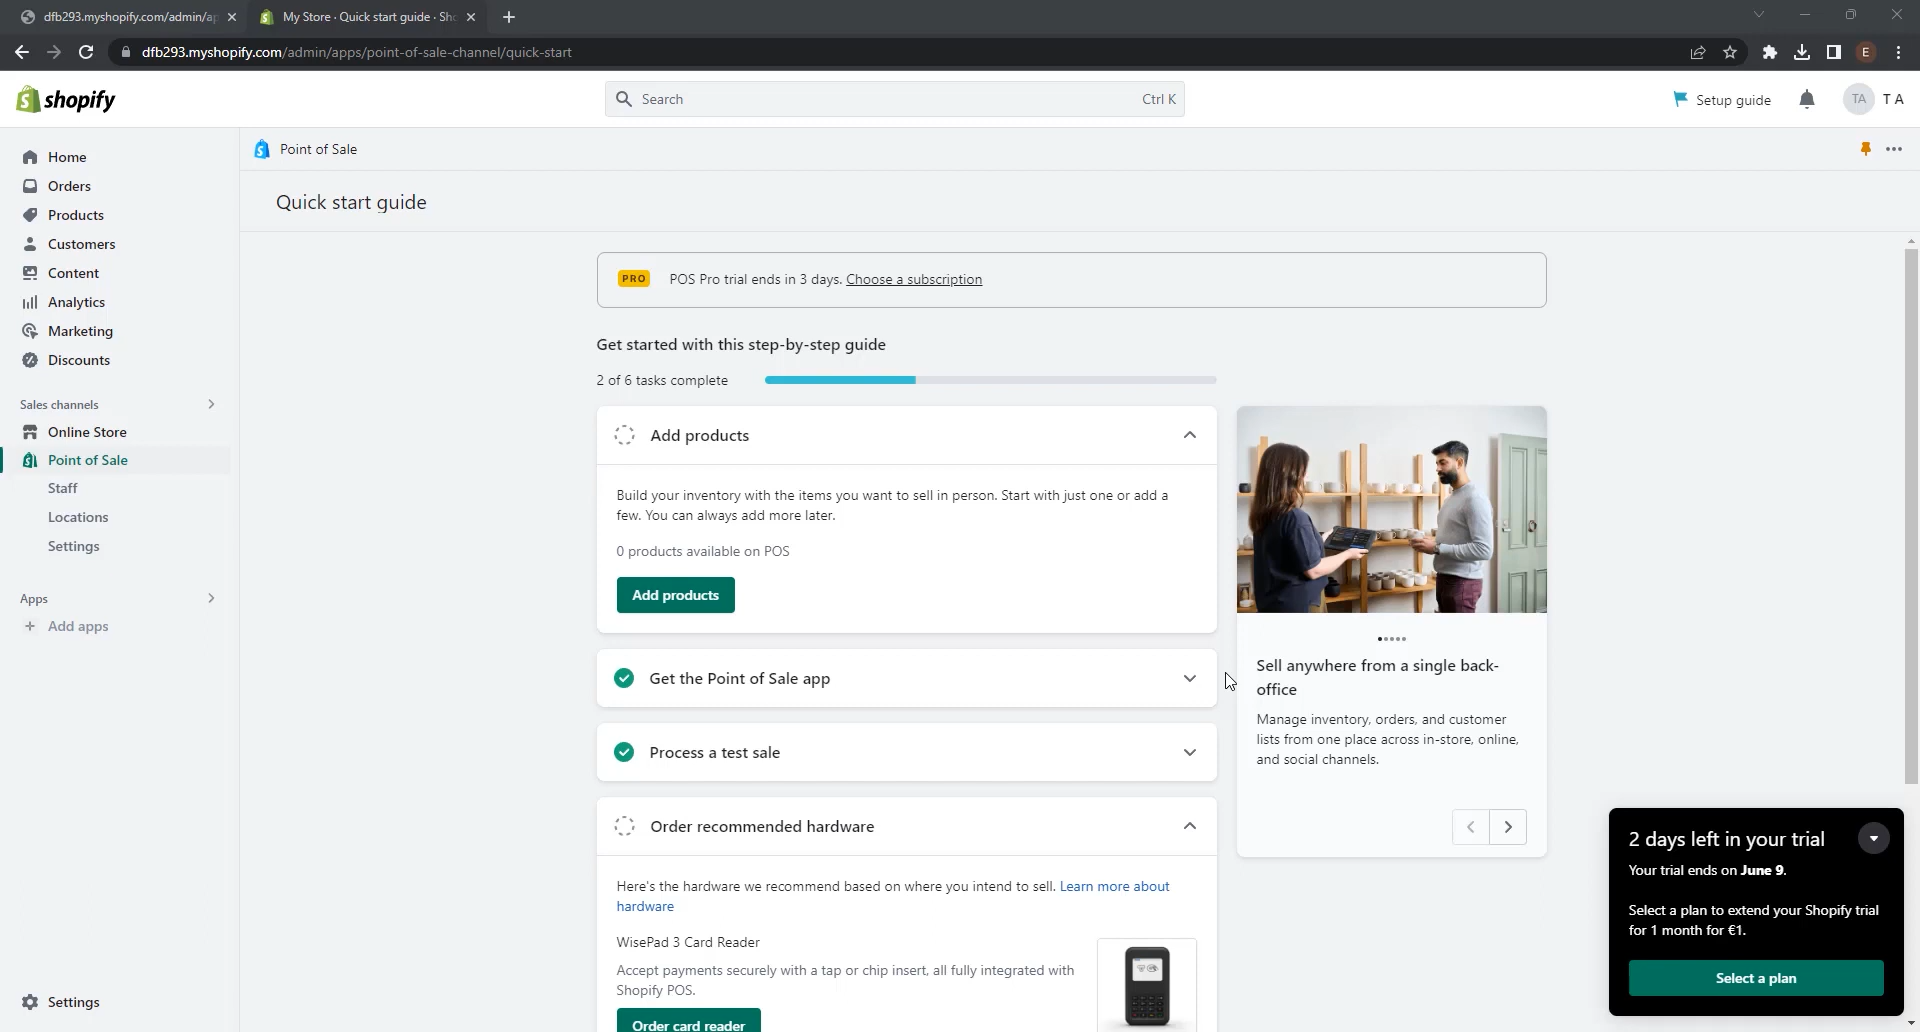 dfb293.myshopify.com/admin/ap
My Store · Quick start guide · Sho
dfb293.myshopify.com/admin/apps/point-of-sale-channel/quick-start
E
shopify
Search
Ctrl K
Setup guide
TA
T A
Home
Orders
Products
Customers
Content
Analytics
Marketing
Discounts
Sales channels
Online Store
Point of Sale
Staff
Locations
Settings
Apps
Add apps
Settings
Point of Sale
Quick start guide
PRO
POS Pro trial ends in 3 days. Choose a subscription
Get started with this step-by-step guide
2 of 6 tasks complete
Add products
Build your inventory with the items you want to sell in person. Start with just one or add a
few. You can always add more later.
0 products available on POS
Add products
Get the Point of Sale app
Process a test sale
Order recommended hardware
Here's the hardware we recommend based on where you intend to sell. Learn more about
hardware
WisePad 3 Card Reader
Accept payments securely with a tap or chip insert, all fully integrated with
Shopify POS.
Order card reader
Sell anywhere from a single back-
office
Manage inventory, orders, and customer
lists from one place across in-store, online,
and social channels.
2 days left in your trial
Your trial ends on June 9.
Select a plan to extend your Shopify trial
for 1 month for €1.
Select a plan